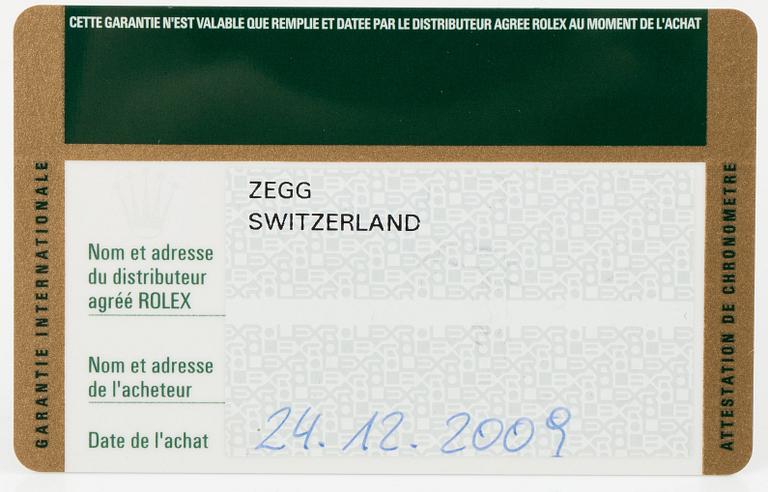 CETTE GARANTIE N'EST VALABLE QUE REMPLIE ET DATEE PAR LE DISTRIBUTEUR AGREE ROLEX AU MOMENT DE L'ACHAT
GARANTIE INTERNATIONALE
ZEGG
SWITZERLAND
Nom et adresse
du distributeur
agréé ROLEX
Nom et adresse
de l'acheteur
Date de l'achat 24. 12. 2009
ATTESTATION DE CHRONOMETRE